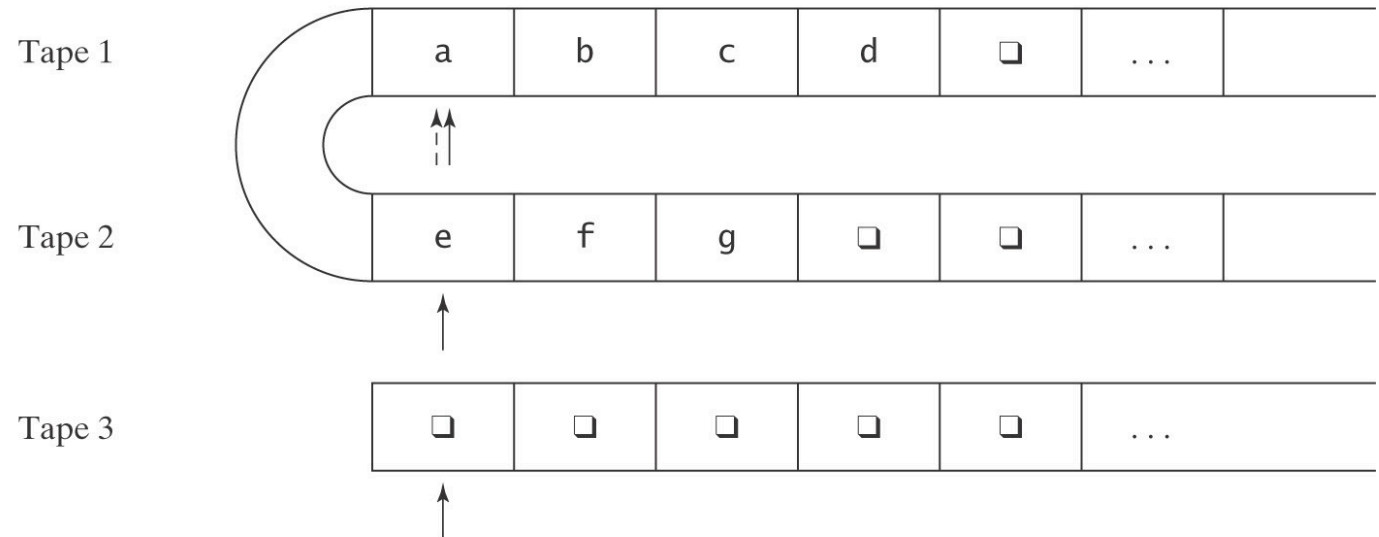 Tape 1 a b c d ❑ ...
Tape 2 e f g ❑ ❑ ...
Tape 3 ❑ ❑ ❑ ❑ ❑ ...